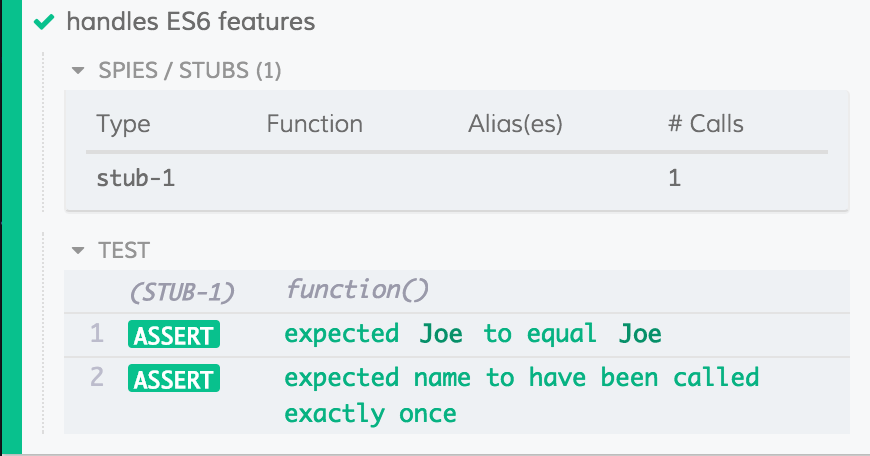 handles ES6 features
SPIES / STUBS (1)
Type Function Alias(es) # Calls
stub-1 1
TEST
(STUB-1) function()
1 ASSERT expected Joe to equal Joe
2 ASSERT expected name to have been called
exactly once